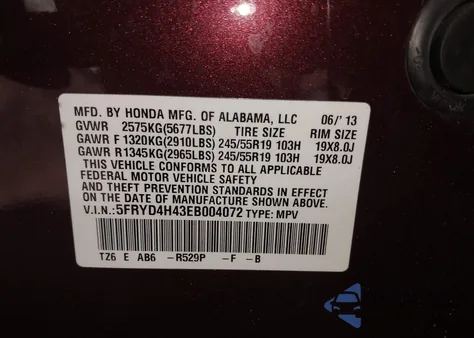 MFD. BY HONDA MFG. OF ALABAMA, LLC 06/'13
GVWR 2575KG(5677LBS) TIRE SIZE RIM SIZE
GAWR F 1320KG(2910LBS) 245/55R19 103H 19X8.0J
GAWR R1345KG(2965LBS) 245/55R19 103H 19X8.0J
THIS VEHICLE CONFORMS TO ALL APPLICABLE
FEDERAL MOTOR VEHICLE SAFETY AND
THEFT PREVENTION STANDARDS IN EFFECT
ON THE DATE OF MANUFACTURE SHOWN ABOVE.
V.I.N.:5FRYD4H43EB004072 TYPE: MPV
TZ6 E AB6 -R529P -F -B